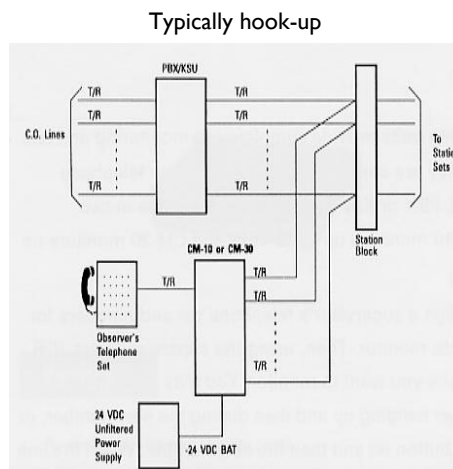 Typically hook-up
PBX/KSU
T/R
T/R
T/R
T/R
C.O. Lines
To
Station
Sets
T/R
T/R
Station
Block
CM-10 or CM-30
T/R
T/R
T/R
Observer's
Telephone
Set
T/R
24 VDC
Unfiltered
Power
Supply
-24 VDC BAT